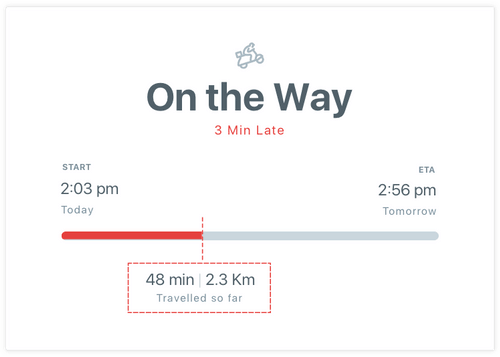 On the Way
3 Min Late
START
2:03 pm
Today
ETA
2:56 pm
Tomorrow
48 min | 2.3 Km
Travelled so far